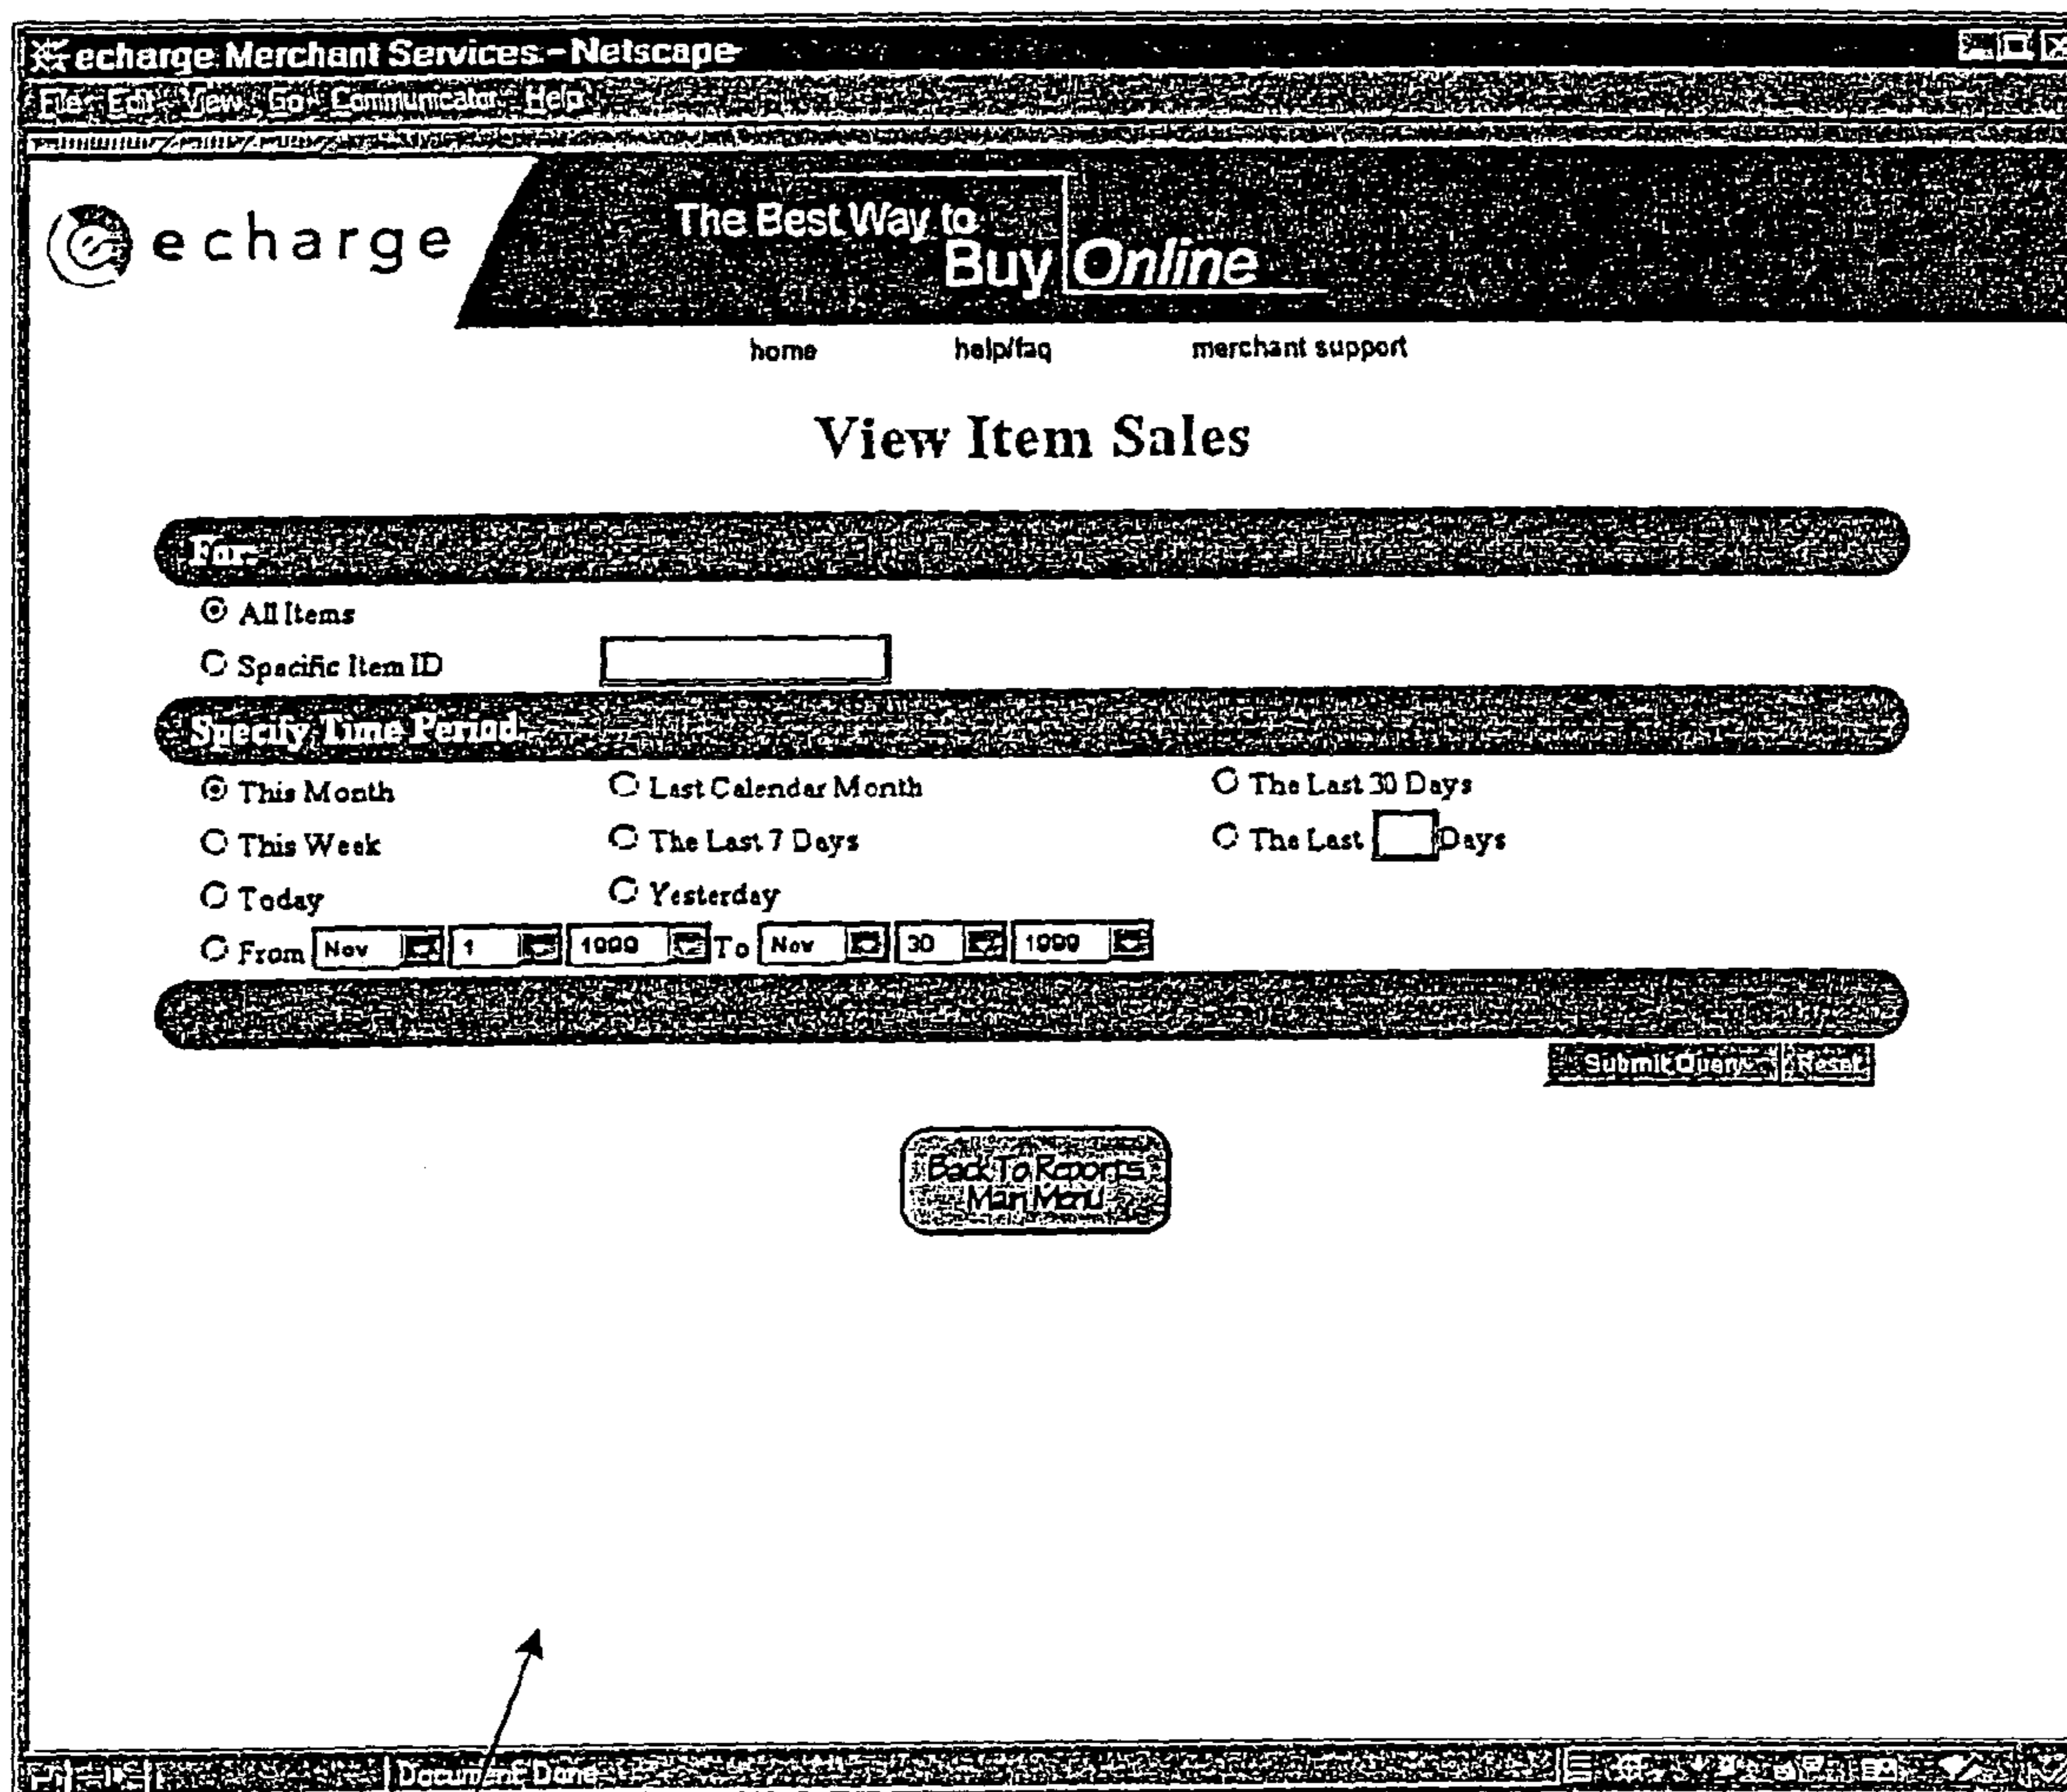 echarge Merchant Services - Netscape
File Edit View Go Communicator Help
echarge
The Best Way to
Buy Online
home help/faq merchant support
View Item Sales
For
All Items
Specific Item ID
Specify Time Period
This Month Last Calendar Month The Last 30 Days
This Week The Last 7 Days The Last Days
Today Yesterday
From Nov 1 1999 To Nov 30 1999
Submit Query Reset
Back To Reports
Main Menu
Document Done